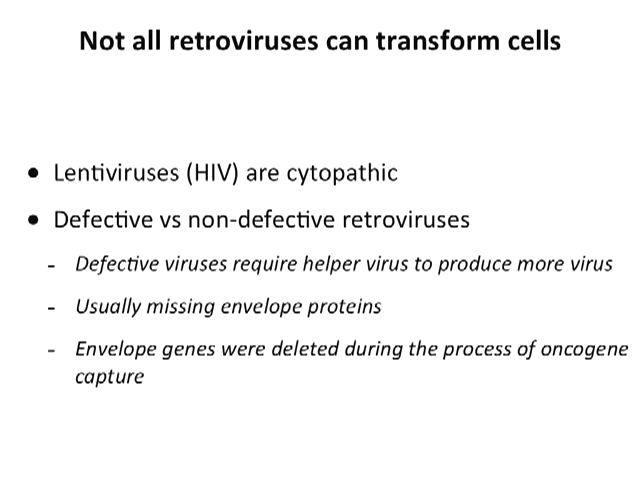 Not all retroviruses can transform cells
• Lentiviruses (HIV) are cytopathic
• Defective vs non-defective retroviruses
- Defective viruses require helper virus to produce more virus
- Usually missing envelope proteins
- Envelope genes were deleted during the process of oncogene
capture